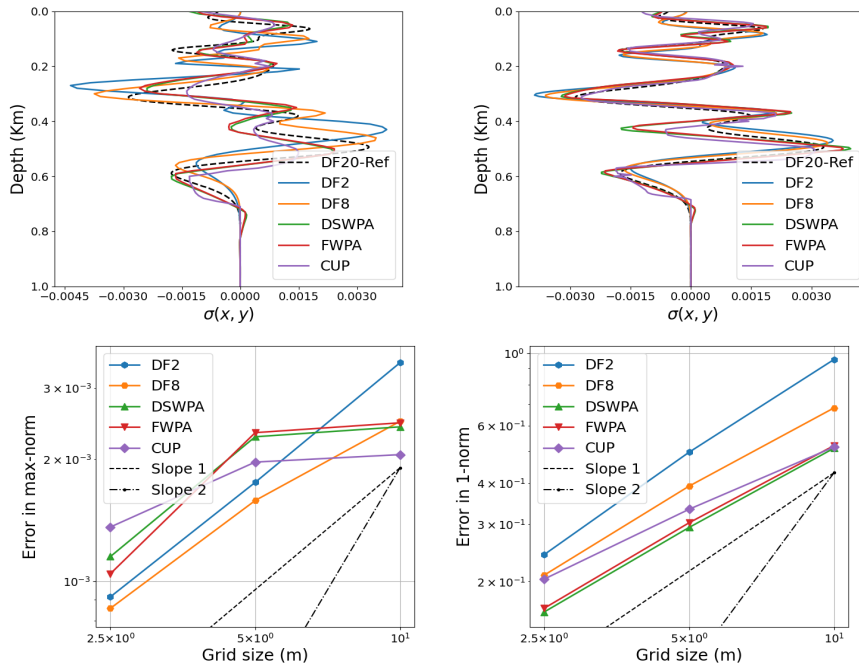 0.0
0.2
0.4
0.6
0.8
1.0
Depth (Km)
DF20-Ref
DF2
DF8
DSWPA
FWPA
CUP
−0.0045
−0.0030
−0.0015
0.0000
0.0015
0.0030
σ(x, y)
0.0
0.2
0.4
0.6
0.8
1.0
Depth (Km)
DF20-Ref
DF2
DF8
DSWPA
FWPA
CUP
−0.0030
−0.0015
0.0000
0.0015
0.0030
σ(x, y)
3 × 10⁻³
2 × 10⁻³
10⁻³
Error in max-norm
DF2
DF8
DSWPA
FWPA
CUP
Slope 1
Slope 2
2.5×10⁰
5×10⁰
10¹
Grid size (m)
10⁰
6 × 10⁻¹
4 × 10⁻¹
3 × 10⁻¹
2 × 10⁻¹
Error in 1-norm
DF2
DF8
DSWPA
FWPA
CUP
Slope 1
Slope 2
2.5×10⁰
5×10⁰
10¹
Grid size (m)